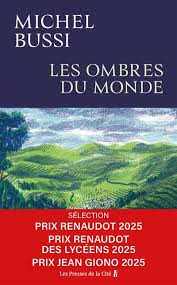 MICHEL
BUSSI
LES OMBRES
DU MONDE
SÉLECTION
PRIX RENAUDOT 2025
PRIX RENAUDOT
DES LYCÉENS 2025
PRIX JEAN GIONO 2025
Les Presses de la Cité